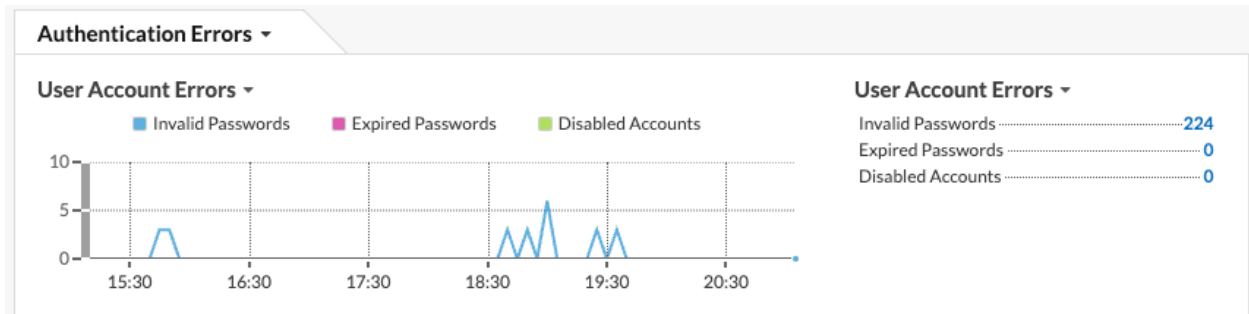 Authentication Errors
User Account Errors
Invalid Passwords Expired Passwords Disabled Accounts
10
5
0
15:30 16:30 17:30 18:30 19:30 20:30
User Account Errors
Invalid Passwords 224
Expired Passwords 0
Disabled Accounts 0